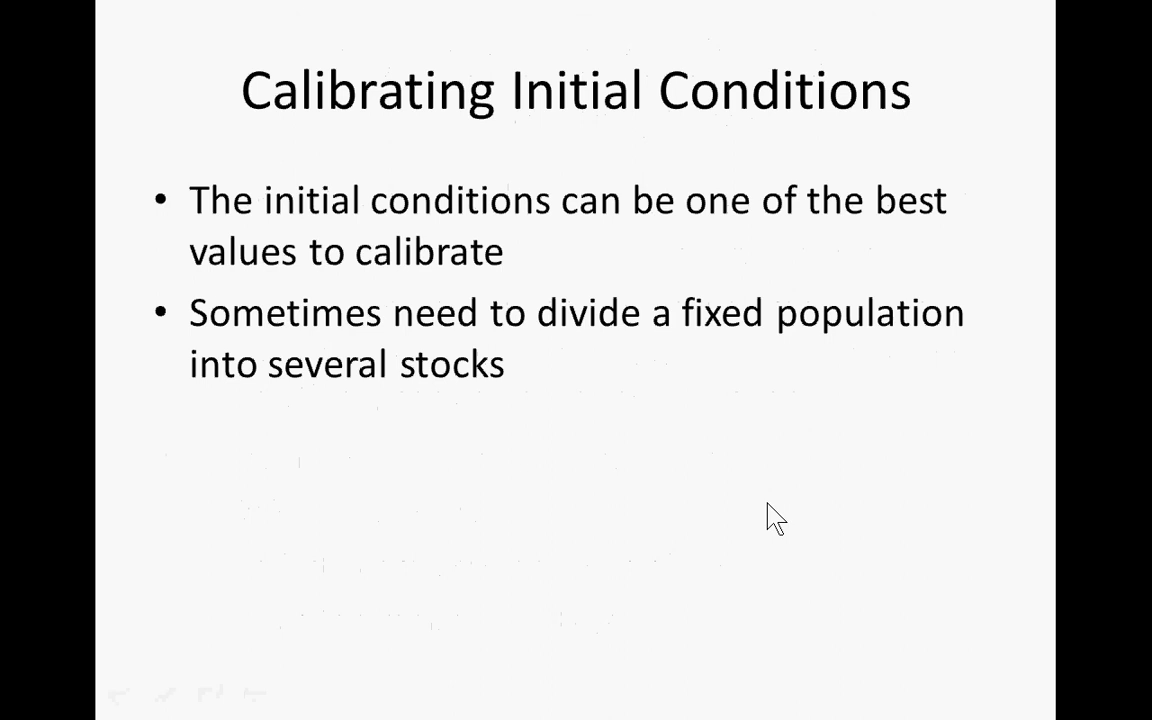 Calibrating Initial Conditions
• The initial conditions can be one of the best
values to calibrate
• Sometimes need to divide a fixed population
into several stocks